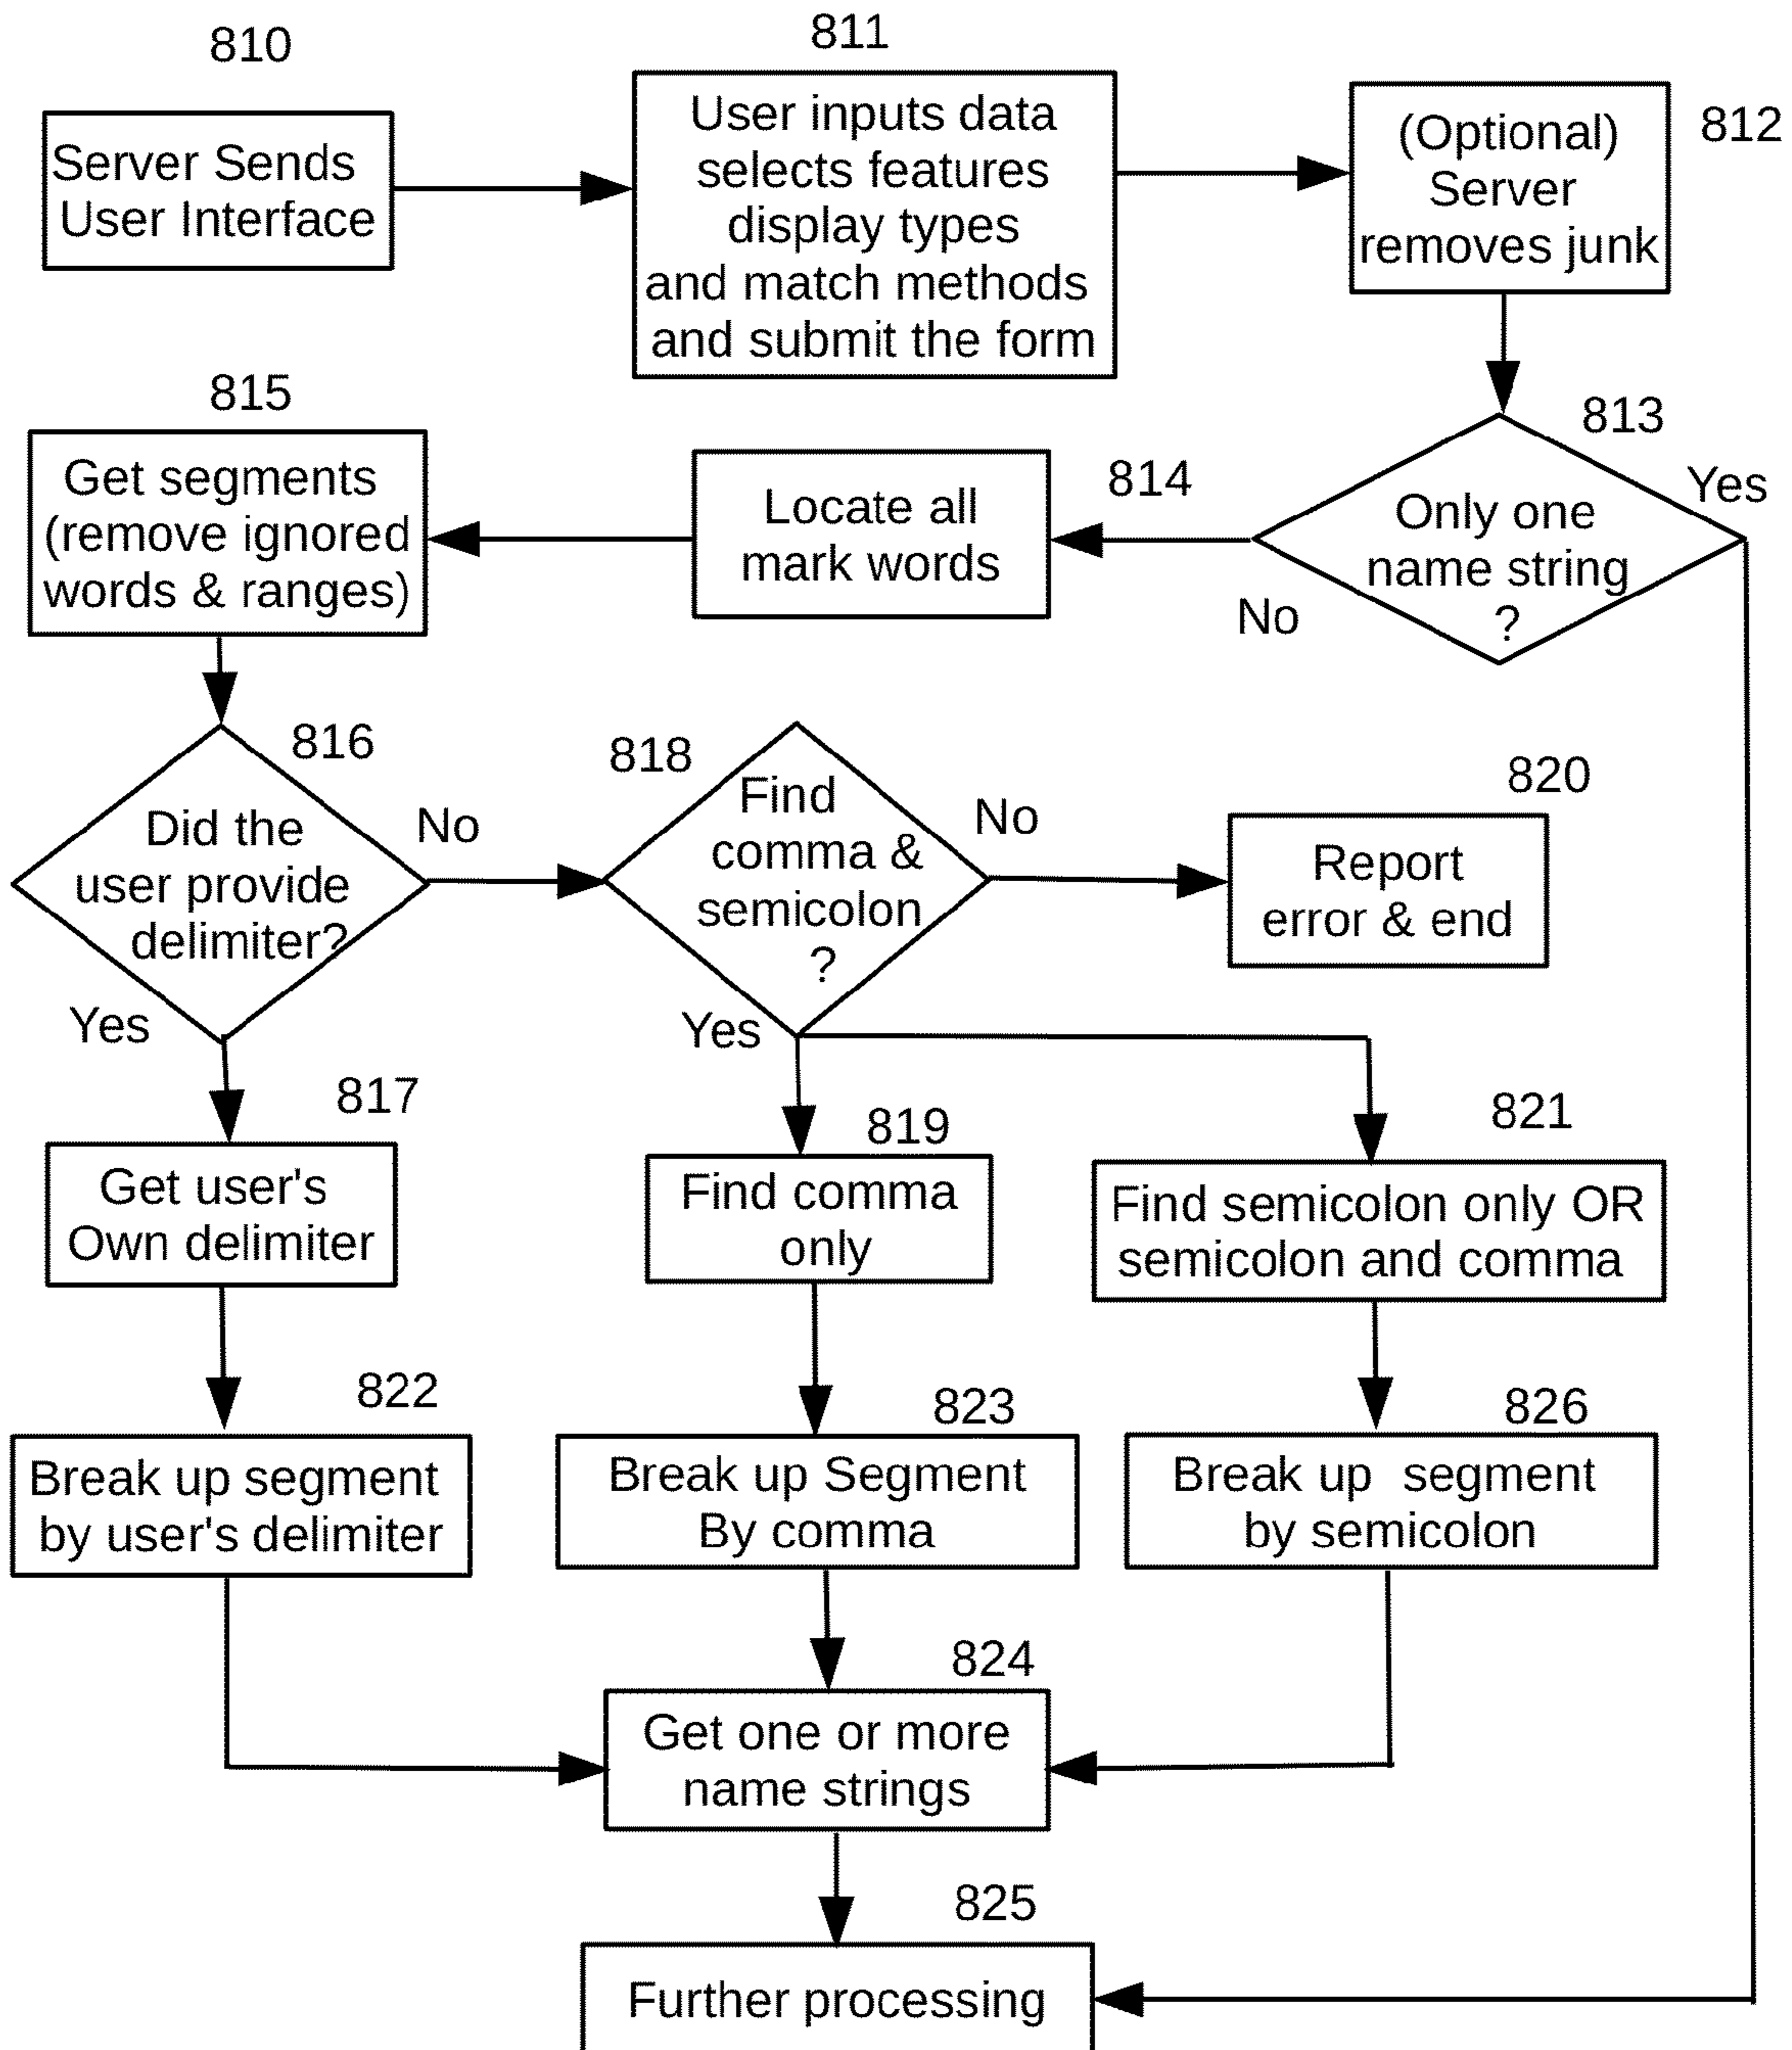 810
Server Sends
User Interface
811
User inputs data
selects features
display types
and match methods
and submit the form
812
(Optional)
Server
removes junk
813
Only one
name string
?
Yes
No
814
Locate all
mark words
815
Get segments
(remove ignored
words & ranges)
816
Did the
user provide
delimiter?
No
Yes
818
Find
comma &
semicolon
?
No
Yes
820
Report
error & end
817
Get user's
Own delimiter
819
Find comma
only
821
Find semicolon only OR
semicolon and comma
822
Break up segment
by user's delimiter
823
Break up Segment
By comma
826
Break up segment
by semicolon
824
Get one or more
name strings
825
Further processing